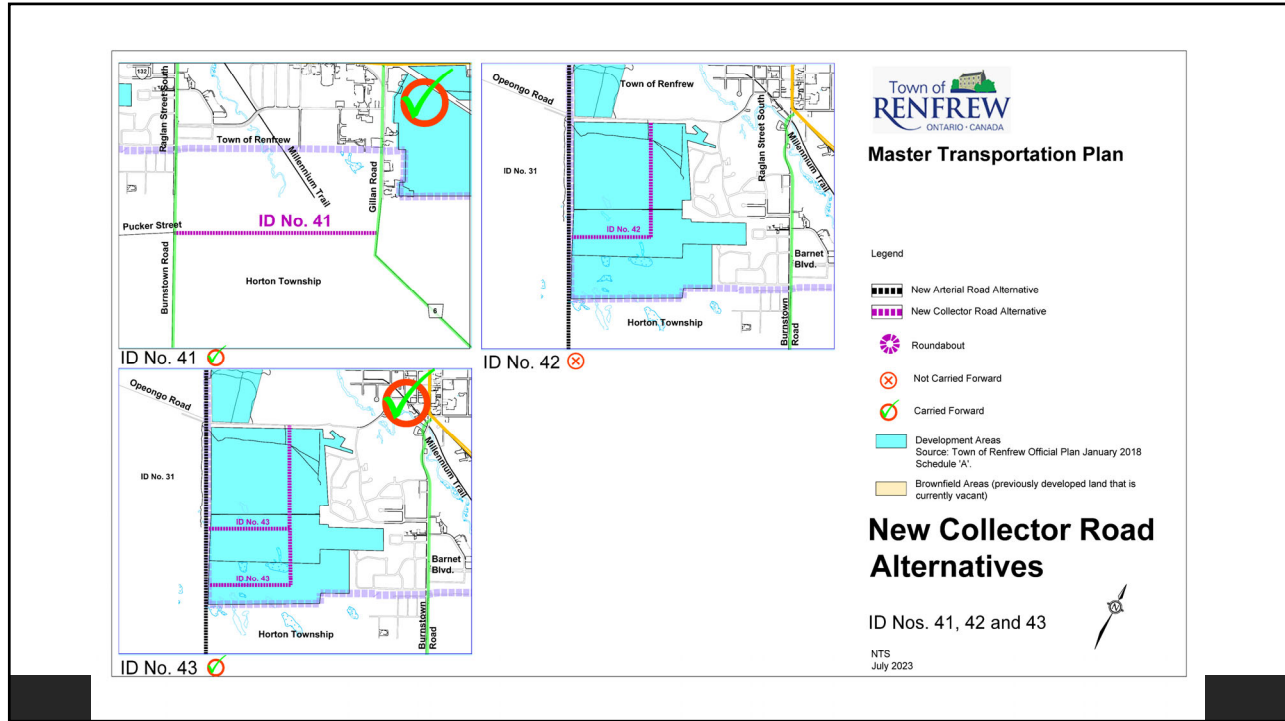 132
Raglan Street South
Town of Renfrew
Millennium Trail
Gillan Road
ID No. 41
Pucker Street
Burnstown Road
Horton Township
6
ID No. 41
Opeongo Road
Town of Renfrew
Raglan Street South
Millennium Trail
ID No. 31
ID No. 42
Barnet
Blvd.
Horton Township
Burnstown
Road
ID No. 42
Opeongo Road
Millennium Trail
ID No. 31
ID No. 43
ID No. 43
Barnet
Blvd.
Horton Township
Burnstown
Road
ID No. 43
Town of
RENFREW
ONTARIO · CANADA
Master Transportation Plan
Legend
New Arterial Road Alternative
New Collector Road Alternative
Roundabout
Not Carried Forward
Carried Forward
Development Areas
Source: Town of Renfrew Official Plan January 2018
Schedule 'A'.
Brownfield Areas (previously developed land that is
currently vacant)
New Collector Road
Alternatives
ID Nos. 41, 42 and 43
N
NTS
July 2023